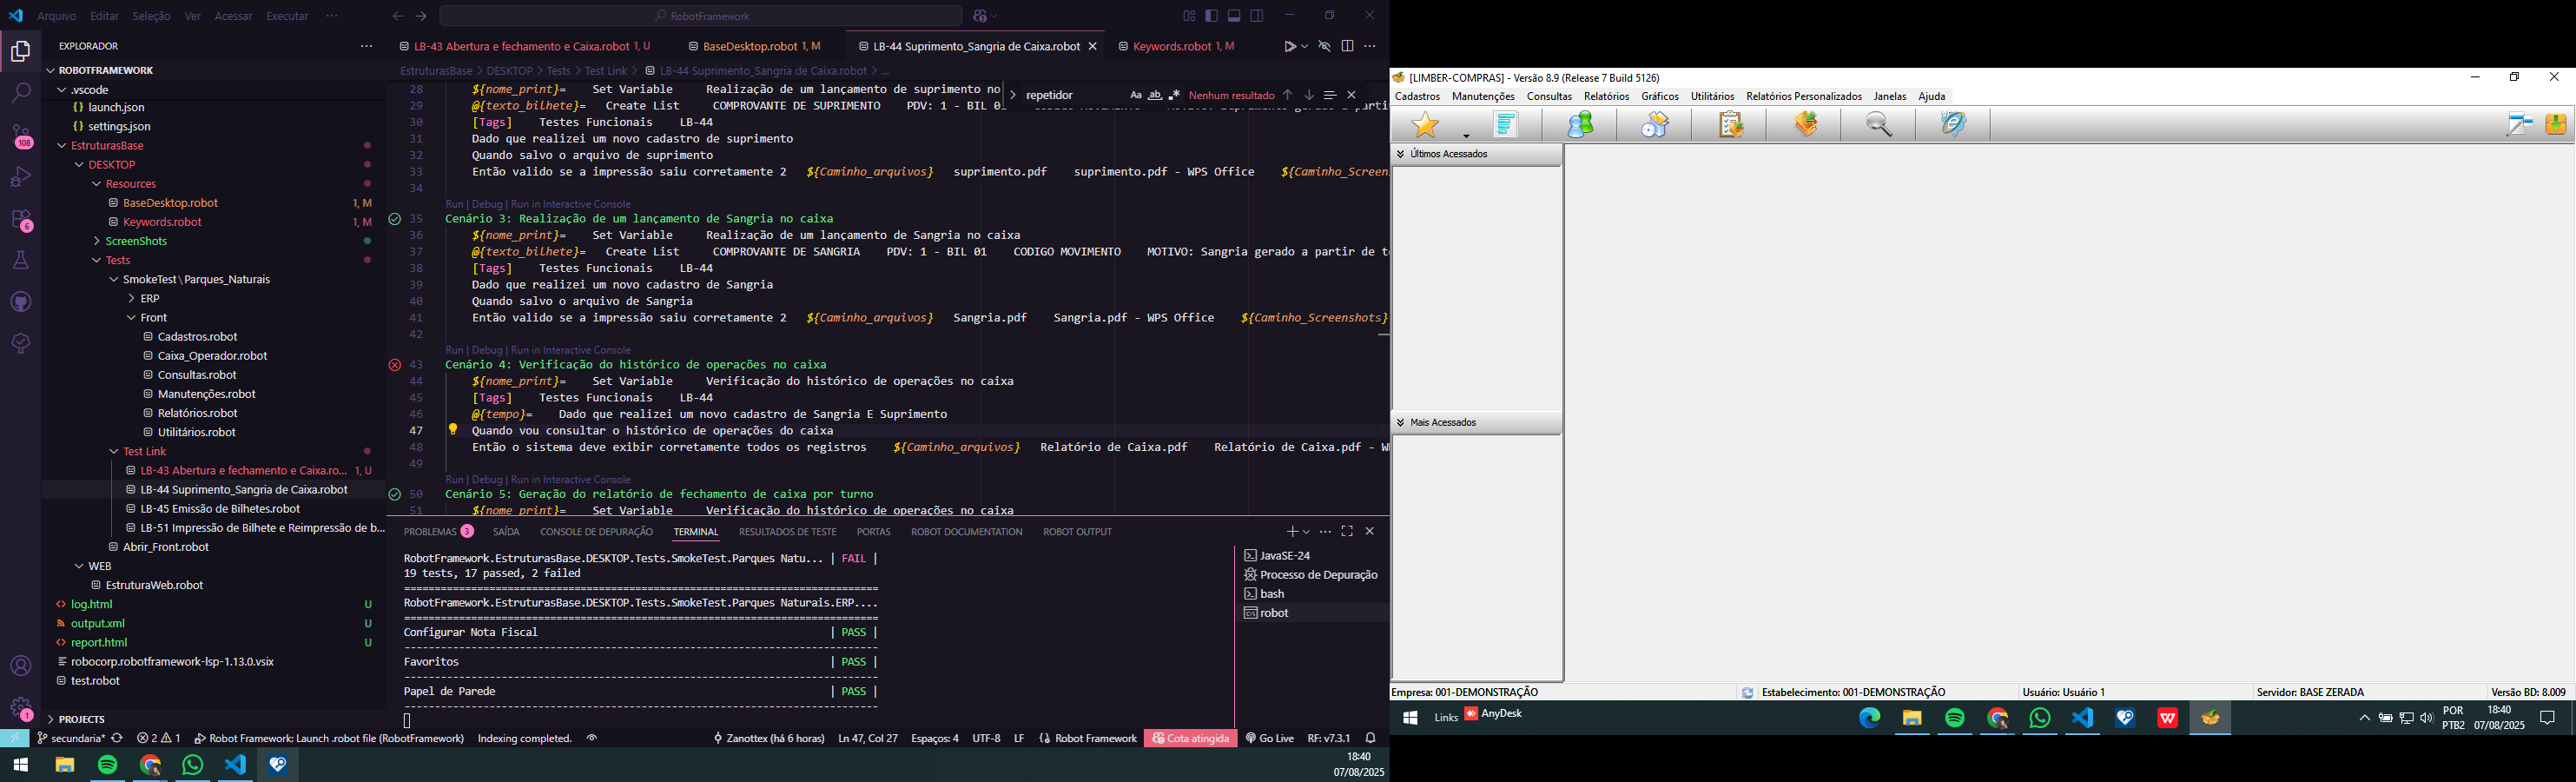 Arquivo Editar Seleção Ver Acessar Executar ···
RobotFramework
EXPLORADOR
ROBOTFRAMEWORK
.vscode
launch.json
settings.json
EstruturasBase
DESKTOP
Resources
BaseDesktop.robot 1, M
Keywords.robot 1, M
ScreenShots
Tests
SmokeTest\Parques_Naturais
ERP
Front
Cadastros.robot
Caixa_Operador.robot
Consultas.robot
Manutenções.robot
Relatórios.robot
Utilitários.robot
Test Link
LB-43 Abertura e fechamento e Caixa.ro... 1, U
LB-44 Suprimento_Sangria de Caixa.robot
LB-45 Emissão de Bilhetes.robot
LB-51 Impressão de Bilhete e Reimpressão de b...
Abrir_Front.robot
WEB
EstruturaWeb.robot
log.html U
output.xml U
report.html U
robocorp.robotframework-lsp-1.13.0.vsix
test.robot
PROJECTS
108
6
1
LB-43 Abertura e fechamento e Caixa.robot 1, U BaseDesktop.robot 1, M LB-44 Suprimento_Sangria de Caixa.robot Keywords.robot 1, M
EstruturasBase > DESKTOP > Tests > Test Link > LB-44 Suprimento_Sangria de Caixa.robot > ...
repetidor Aa ab Nenhum resultado
28 ${nome_print}= Set Variable Realização de um lançamento de suprimento no
29 @{texto_bilhete}= Create List COMPROVANTE DE SUPRIMENTO PDV: 1 - BIL 01
30 [Tags] Testes Funcionais LB-44
31 Dado que realizei um novo cadastro de suprimento
32 Quando salvo o arquivo de suprimento
33 Então valido se a impressão saiu corretamente 2 ${Caminho_arquivos} suprimento.pdf suprimento.pdf - WPS Office ${Caminho_Screen
34
Run | Debug | Run in Interactive Console
35 Cenário 3: Realização de um lançamento de Sangria no caixa
36 ${nome_print}= Set Variable Realização de um lançamento de Sangria no caixa
37 @{texto_bilhete}= Create List COMPROVANTE DE SANGRIA PDV: 1 - BIL 01 CODIGO MOVIMENTO MOTIVO: Sangria gerado a partir de te
38 [Tags] Testes Funcionais LB-44
39 Dado que realizei um novo cadastro de Sangria
40 Quando salvo o arquivo de Sangria
41 Então valido se a impressão saiu corretamente 2 ${Caminho_arquivos} Sangria.pdf Sangria.pdf - WPS Office ${Caminho_Screenshots}
42
Run | Debug | Run in Interactive Console
43 Cenário 4: Verificação do histórico de operações no caixa
44 ${nome_print}= Set Variable Verificação do histórico de operações no caixa
45 [Tags] Testes Funcionais LB-44
46 @{tempo}= Dado que realizei um novo cadastro de Sangria E Suprimento
47 Quando vou consultar o histórico de operações do caixa
48 Então o sistema deve exibir corretamente todos os registros ${Caminho_arquivos} Relatório de Caixa.pdf Relatório de Caixa.pdf - W
49
Run | Debug | Run in Interactive Console
50 Cenário 5: Geração do relatório de fechamento de caixa por turno
51 ${nome_print}= Set Variable Verificação do histórico de operações no caixa
PROBLEMAS 3 SAÍDA CONSOLE DE DEPURAÇÃO TERMINAL RESULTADOS DE TESTE PORTAS ROBOT DOCUMENTATION ROBOT OUTPUT
RobotFramework.EstruturasBase.DESKTOP.Tests.SmokeTest.Parques Natu... | FAIL |
19 tests, 17 passed, 2 failed
==============================================================================
RobotFramework.EstruturasBase.DESKTOP.Tests.SmokeTest.Parques Naturais.ERP....
==============================================================================
Configurar Nota Fiscal | PASS |
------------------------------------------------------------------------------
Favoritos | PASS |
------------------------------------------------------------------------------
Papel de Parede | PASS |
------------------------------------------------------------------------------
JavaSE-24
Processo de Depuração
bash
robot
secundaria* 2 1 Robot Framework: Launch .robot file (RobotFramework) Indexing completed. Zanottex (há 6 horas) Ln 47, Col 27 Espaços: 4 UTF-8 LF Robot Framework Cota atingida Go Live RF: v7.3.1
18:40
07/08/2025
[LIMBER-COMPRAS] - Versão 8.9 (Release 7 Build 5126)
Cadastros Manutenções Consultas Relatórios Gráficos Utilitários Relatórios Personalizados Janelas Ajuda
Últimos Acessados
Mais Acessados
Empresa: 001-DEMONSTRAÇÃO Estabelecimento: 001-DEMONSTRAÇÃO Usuário: Usuário 1 Servidor: BASE ZERADA Versão BD: 8.009
Links AnyDesk
POR
PTB2
18:40
07/08/2025